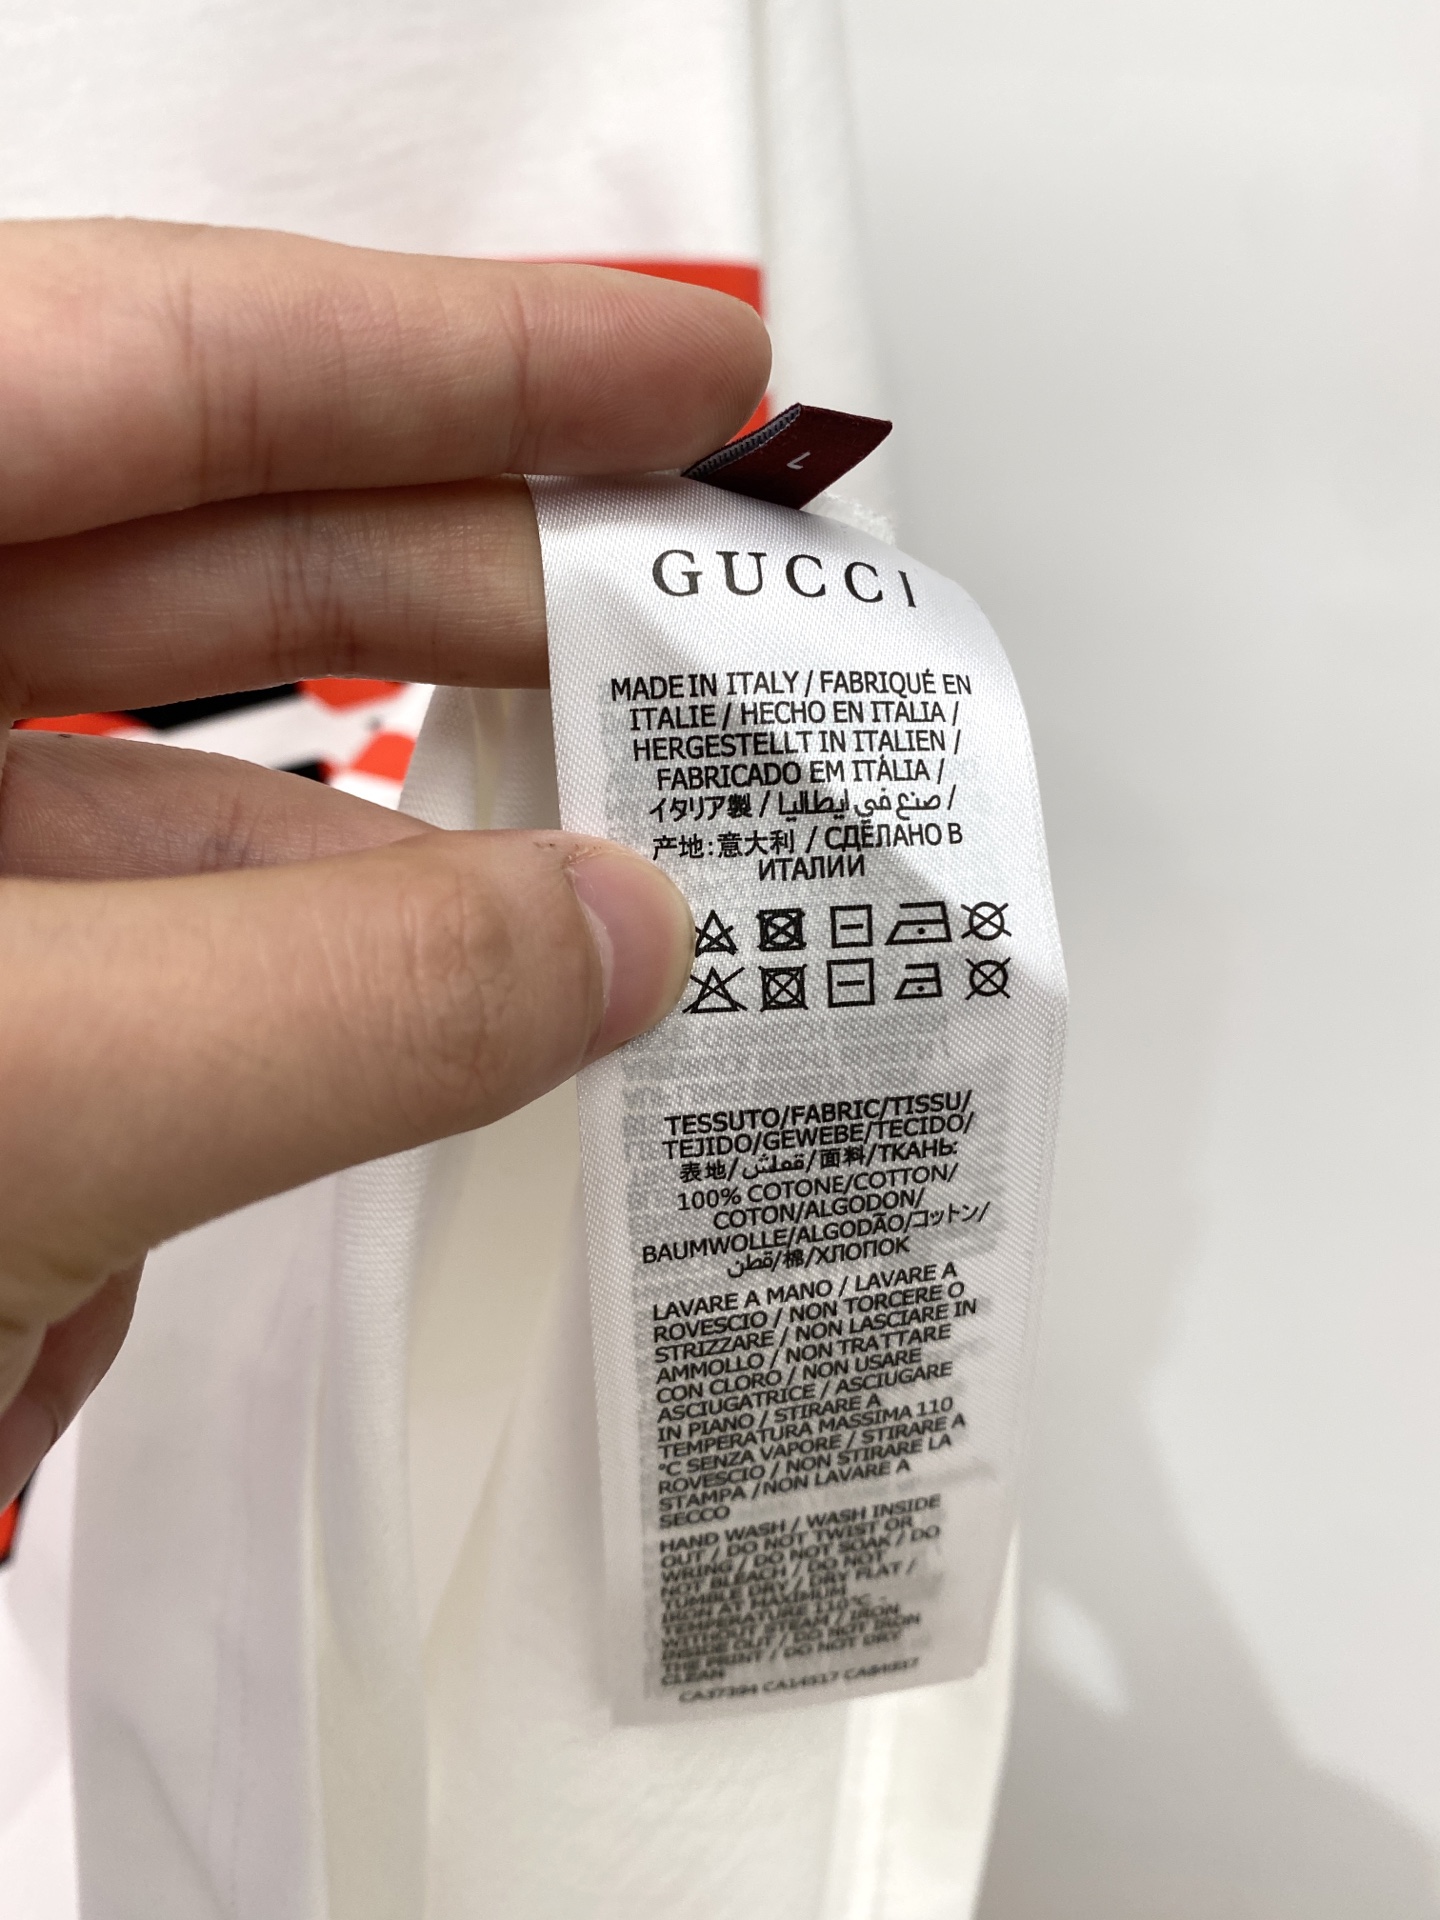 L
GUCCI
MADE IN ITALY / FABRIQUÉ EN
ITALIE / HECHO EN ITALIA /
HERGESTELLT IN ITALIEN /
FABRICADO EM ITÁLIA /
イタリア製 / صنع في إيطاليا /
产地:意大利 / СДЕЛАНО В
ИТАЛИИ
TESSUTO/FABRIC/TISSU/
TEJIDO/GEWEBE/TECIDO/
表地/قماش/面料/ТКАНЬ:
100% COTONE/COTTON/
COTON/ALGODON/
BAUMWOLLE/ALGODÃO/コットン/
قطن/棉/ХЛОПОК
LAVARE A MANO / LAVARE A
ROVESCIO / NON TORCERE O
STRIZZARE / NON LASCIARE IN
AMMOLLO / NON TRATTARE
CON CLORO / NON USARE
ASCIUGATRICE / ASCIUGARE
IN PIANO / STIRARE A
TEMPERATURA MASSIMA 110
°C SENZA VAPORE / STIRARE A
ROVESCIO / NON STIRARE LA
STAMPA /NON LAVARE A
SECCO
HAND WASH / WASH INSIDE
OUT / DO NOT TWIST OR
WRING / DO NOT SOAK / DO
NOT BLEACH / DO NOT
TUMBLE DRY / DRY FLAT /
IRON AT MAXIMUM
TEMPERATURE 110°C -
WITHOUT STEAM / IRON
INSIDE OUT / DO NOT IRON
THE PRINT / DO NOT DRY
CLEAN
CA37394 CA14517